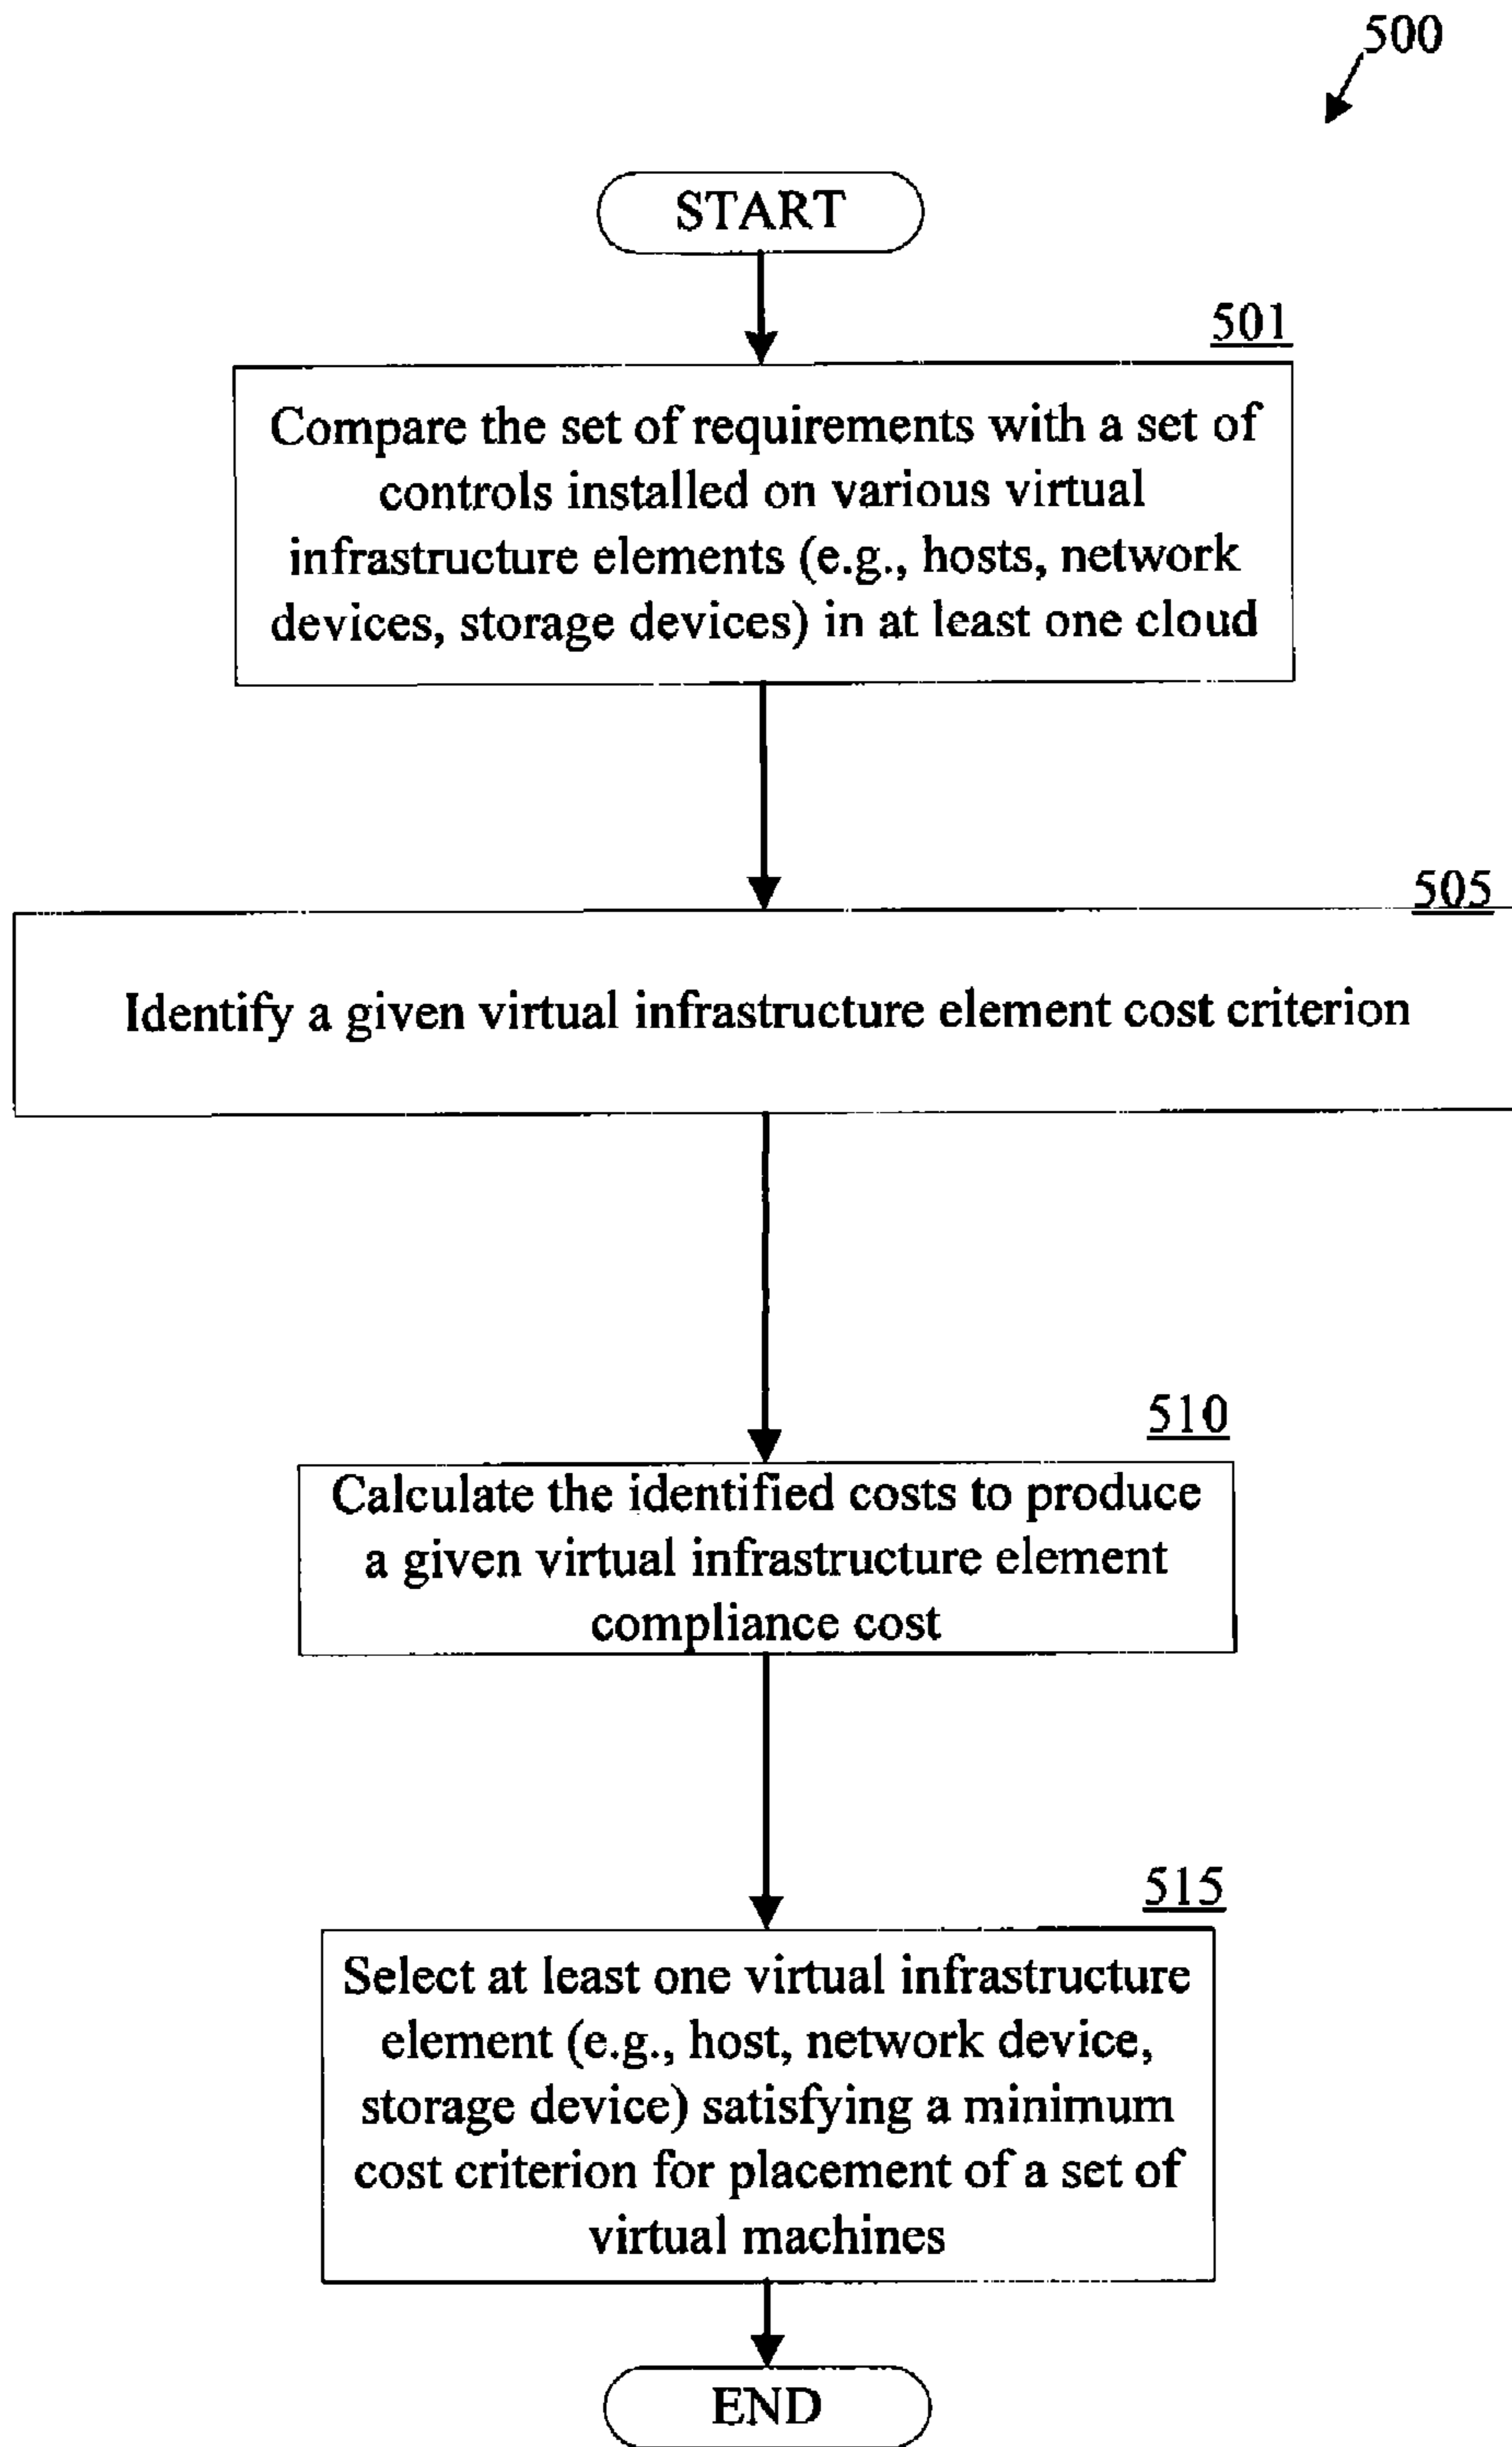 500
START
501
Compare the set of requirements with a set of
controls installed on various virtual
infrastructure elements (e.g., hosts, network
devices, storage devices) in at least one cloud
505
Identify a given virtual infrastructure element cost criterion
510
Calculate the identified costs to produce
a given virtual infrastructure element
compliance cost
515
Select at least one virtual infrastructure
element (e.g., host, network device,
storage device) satisfying a minimum
cost criterion for placement of a set of
virtual machines
END